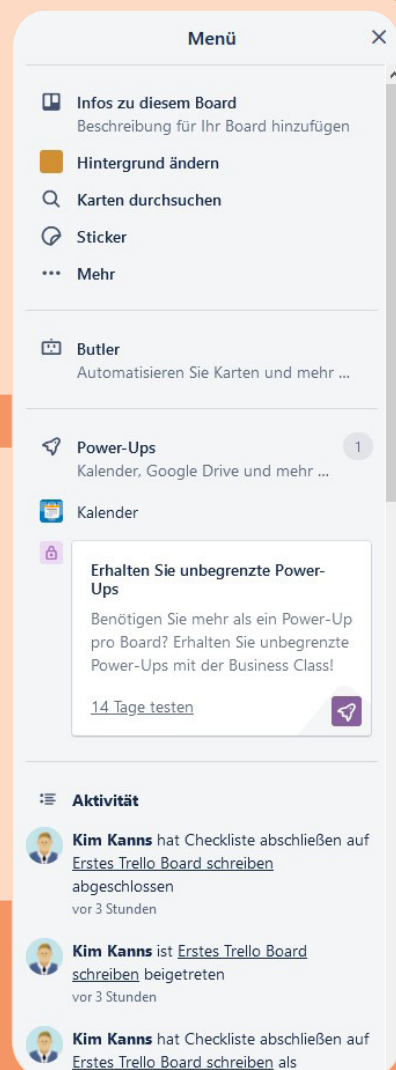 Menü
Infos zu diesem Board
Beschreibung für Ihr Board hinzufügen
Hintergrund ändern
Karten durchsuchen
Sticker
Mehr
Butler
Automatisieren Sie Karten und mehr ...
Power-Ups
1
Kalender, Google Drive und mehr ...
Kalender
Erhalten Sie unbegrenzte Power-
Ups
Benötigen Sie mehr als ein Power-Up
pro Board? Erhalten Sie unbegrenzte
Power-Ups mit der Business Class!
14 Tage testen
Aktivität
Kim Kanns hat Checkliste abschließen auf
Erstes Trello Board schreiben
abgeschlossen
vor 3 Stunden
Kim Kanns ist Erstes Trello Board
schreiben beigetreten
vor 3 Stunden
Kim Kanns hat Checkliste abschließen auf
Erstes Trello Board schreiben als